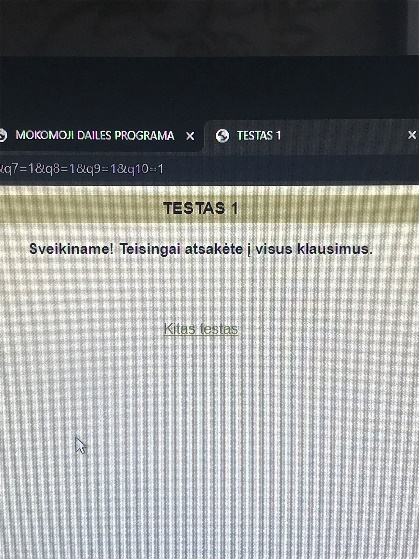 MOKOMOJI DAILĖS PROGRAMA
TESTAS 1
&q7=1&q8=1&q9=1&q10=1
TESTAS 1
Sveikiname! Teisingai atsakėte į visus klausimus.
Kitas testas